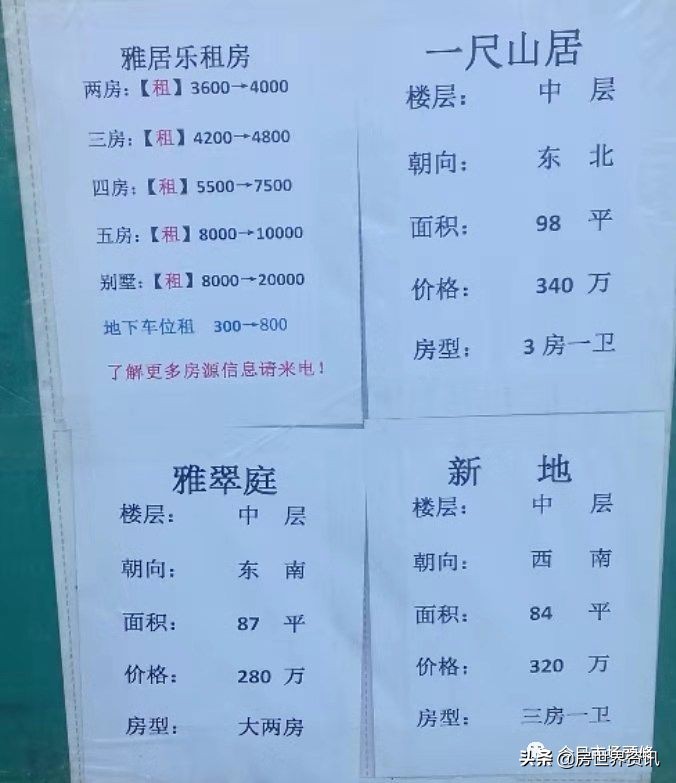 雅居乐租房
两房:【租】3600→4000
三房:【租】4200→4800
四房:【租】5500→7500
五房:【租】8000→10000
别墅:【租】8000→20000
地下车位租 300→800
了解更多房源信息请来电!
一尺山居
楼层: 中 层
朝向: 东 北
面积: 98 平
价格: 340 万
房型: 3 房一卫
雅翠庭
楼层: 中 层
朝向: 东 南
面积: 87 平
价格: 280 万
房型: 大两房
新 地
楼层: 中 层
朝向: 西 南
面积: 84 平
价格: 320 万
房型: 三房一卫
头条 @房世界资讯